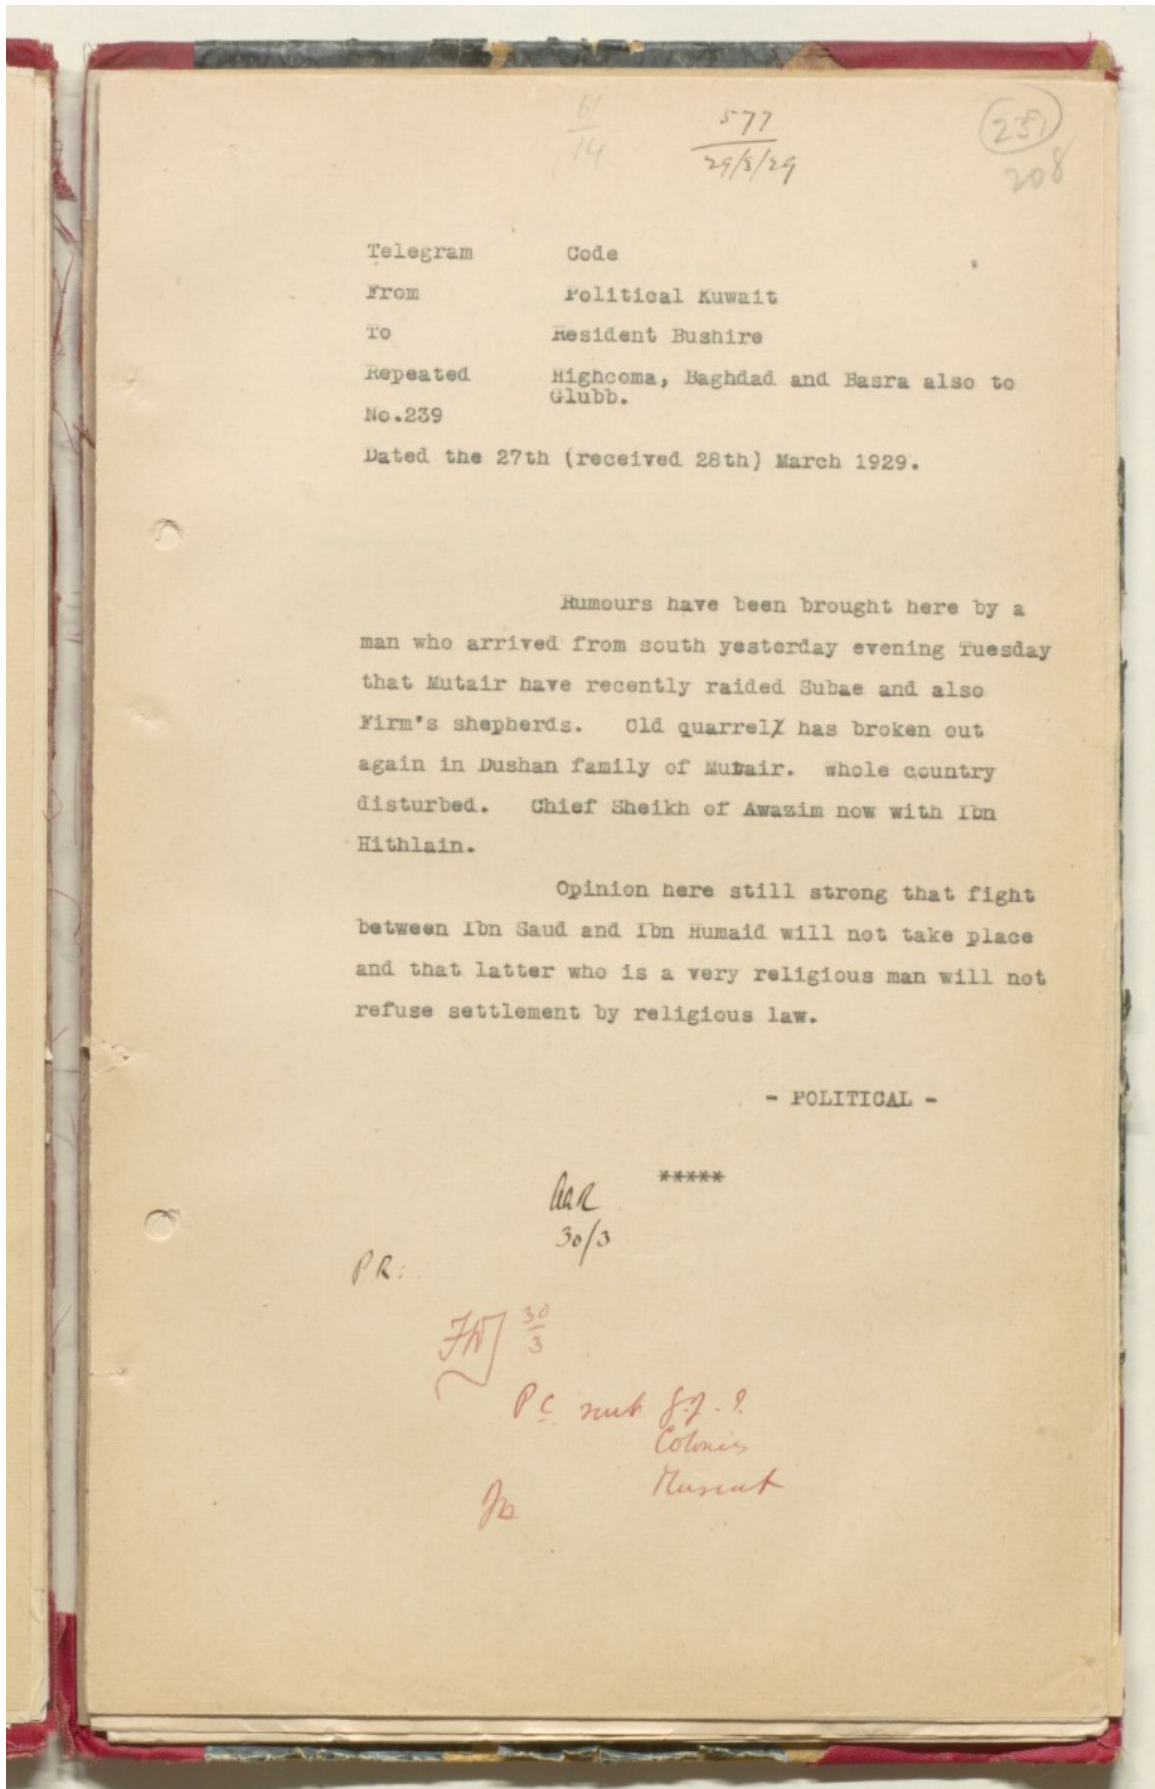 61
14
577
29/3/29
239
208
Telegram Code
From Political Kuwait
To Resident Bushire
Repeated Highcoma, Baghdad and Basra also to
Glubb.
No.239
Dated the 27th (received 28th) March 1929.
Rumours have been brought here by a
man who arrived from south yesterday evening Tuesday
that Mutair have recently raided Subae and also
Firm's shepherds. Old quarrel has broken out
again in Dushan family of Mutair. Whole country
disturbed. Chief Sheikh of Awazim now with Ibn
Hithlain.
Opinion here still strong that fight
between Ibn Saud and Ibn Humaid will not take place
and that latter who is a very religious man will not
refuse settlement by religious law.
- POLITICAL -
*****
30/3
PR:
30
3
PC sent
Colonies
Muscat